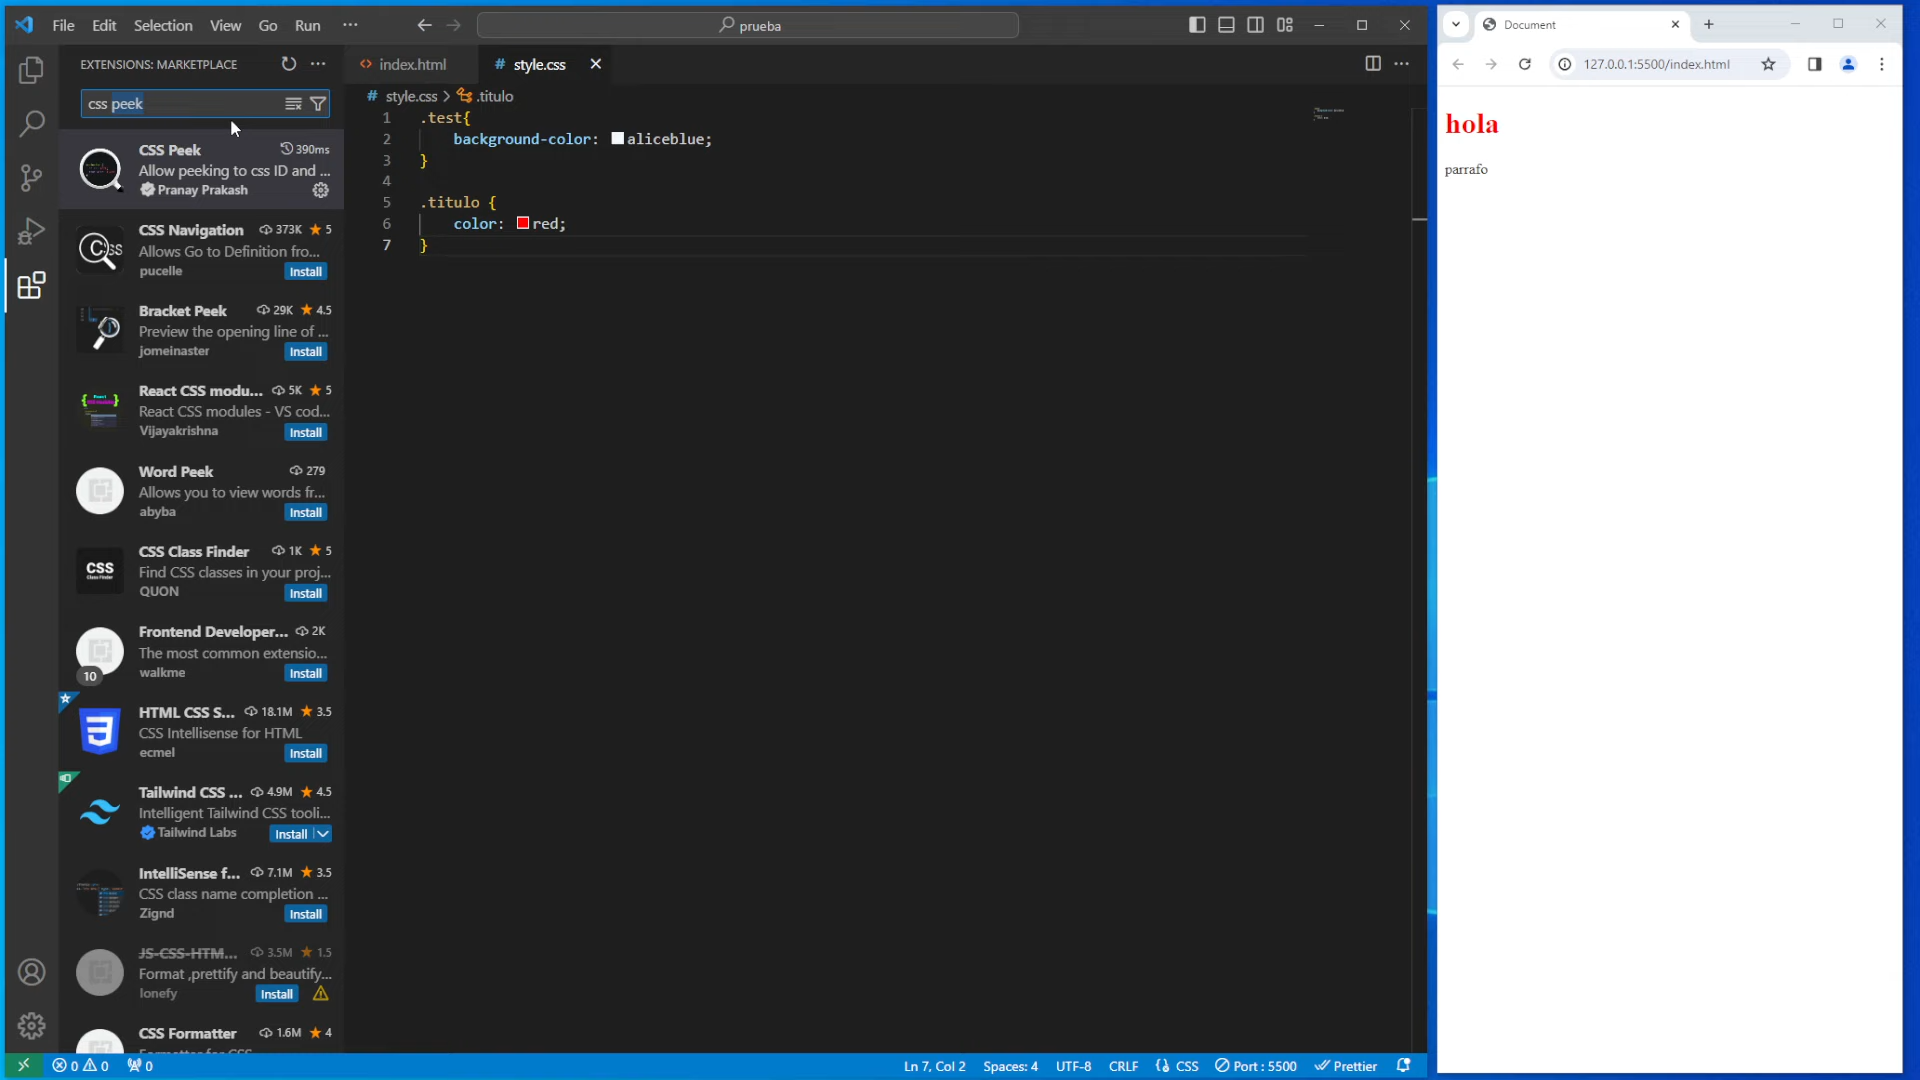 File Edit Selection View Go Run ···
prueba
EXTENSIONS: MARKETPLACE
css peek
CSS Peek 390ms
Allow peeking to css ID and ...
Pranay Prakash
CSS Navigation 373K 5
Allows Go to Definition fro...
pucelle Install
Bracket Peek 29K 4.5
Preview the opening line of ...
jomeinaster Install
React CSS modu... 5K 5
React CSS modules - VS cod...
Vijayakrishna Install
Word Peek 279
Allows you to view words fr...
abyba Install
CSS Class Finder 1K 5
Find CSS classes in your proj...
QUON Install
Frontend Developer... 2K
The most common extensio...
10 walkme Install
HTML CSS S... 18.1M 3.5
CSS Intellisense for HTML
ecmel Install
Tailwind CSS ... 4.9M 4.5
Intelligent Tailwind CSS tooli...
Tailwind Labs Install
IntelliSense f... 7.1M 3.5
CSS class name completion ...
Zignd Install
JS-CSS-HTM... 3.5M 1.5
Format ,prettify and beautify...
lonefy Install
CSS Formatter 1.6M 4
index.html # style.css
# style.css > .titulo
1 .test{
2 background-color: aliceblue;
3 }
4
5 .titulo {
6 color: red;
7 }
0 0 0
Ln 7, Col 2 Spaces: 4 UTF-8 CRLF {} CSS Port : 5500 Prettier
Document
127.0.0.1:5500/index.html
hola
parrafo